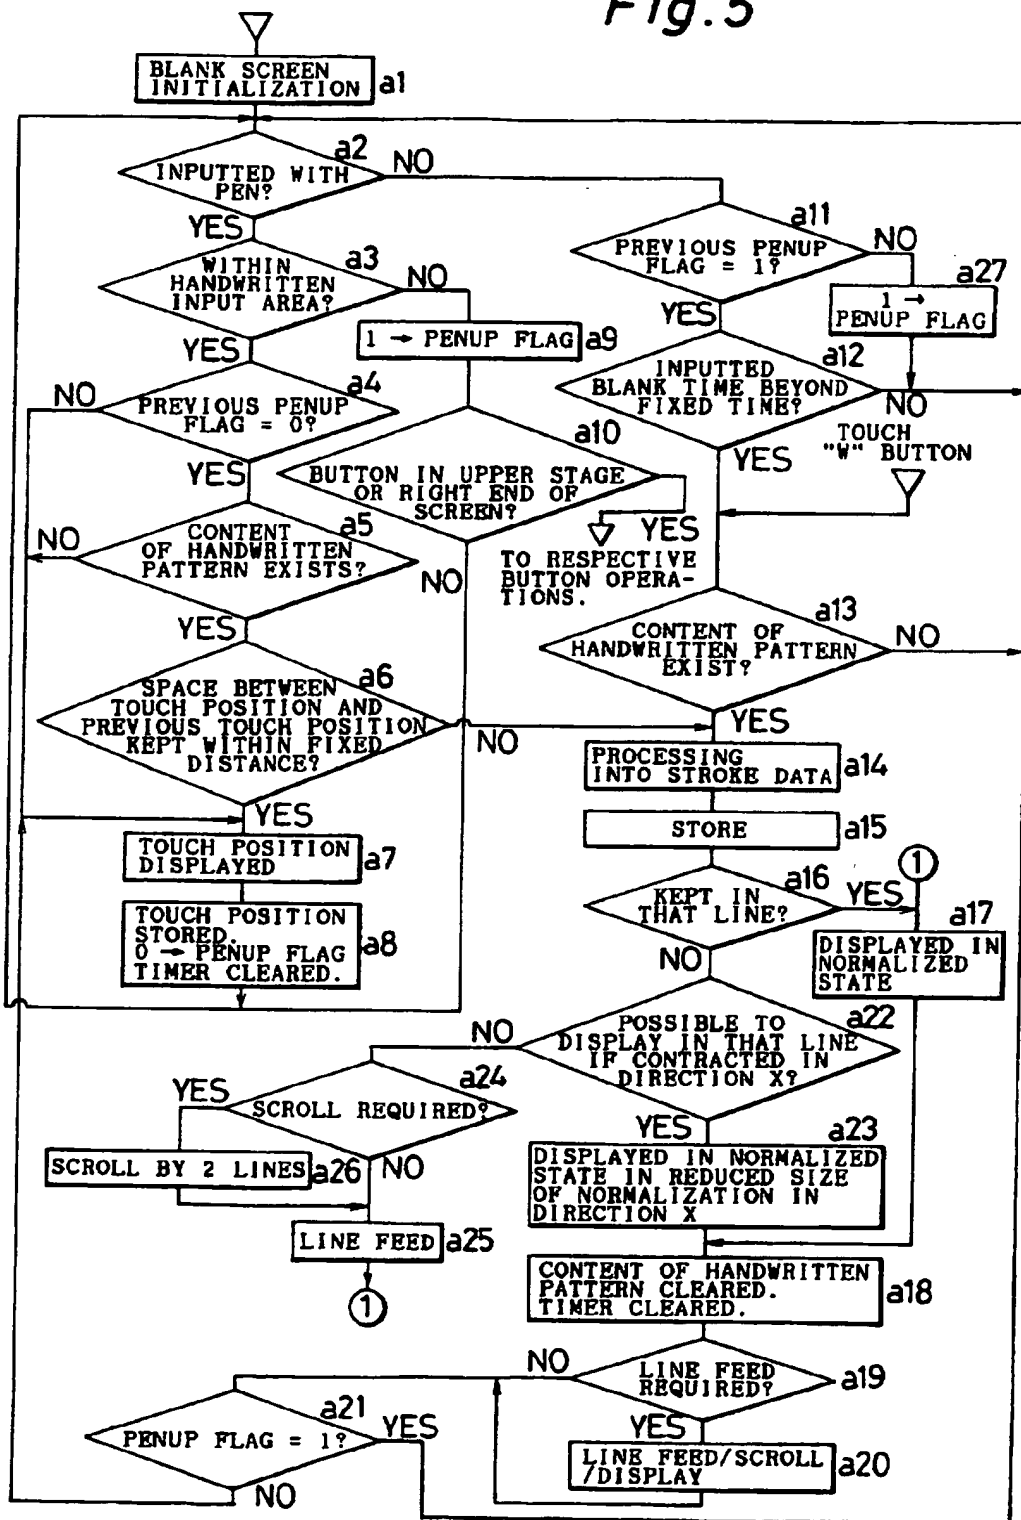 Fig.5
BLANK SCREEN
INITIALIZATION
a1
INPUTTED WITH
PEN?
a2
NO
YES
WITHIN
HANDWRITTEN
INPUT AREA?
a3
NO
YES
1 → PENUP FLAG
a9
PREVIOUS PENUP
FLAG = 0?
a4
NO
YES
BUTTON IN UPPER STAGE
OR RIGHT END OF
SCREEN?
a10
YES
NO
TO RESPECTIVE
BUTTON OPERA-
TIONS.
CONTENT
OF HANDWRITTEN
PATTERN EXISTS?
a5
NO
YES
SPACE BETWEEN
TOUCH POSITION AND
PREVIOUS TOUCH POSITION
KEPT WITHIN FIXED
DISTANCE?
a6
NO
YES
TOUCH POSITION
DISPLAYED
a7
TOUCH POSITION
STORED.
0 → PENUP FLAG
TIMER CLEARED.
a8
PREVIOUS PENUP
FLAG = 1?
a11
NO
YES
1 →
PENUP FLAG
a27
INPUTTED
BLANK TIME BEYOND
FIXED TIME?
a12
NO
YES
TOUCH
"W" BUTTON
CONTENT OF
HANDWRITTEN PATTERN
EXIST?
a13
NO
YES
PROCESSING
INTO STROKE DATA
a14
STORE
a15
KEPT IN
THAT LINE?
a16
YES
NO
1
DISPLAYED IN
NORMALIZED
STATE
a17
POSSIBLE TO
DISPLAY IN THAT LINE
IF CONTRACTED IN
DIRECTION X?
a22
NO
YES
SCROLL REQUIRED?
a24
YES
NO
SCROLL BY 2 LINES
a26
LINE FEED
a25
1
DISPLAYED IN NORMALIZED
STATE IN REDUCED SIZE
OF NORMALIZATION IN
DIRECTION X
a23
CONTENT OF HANDWRITTEN
PATTERN CLEARED.
TIMER CLEARED.
a18
LINE FEED
REQUIRED?
a19
NO
YES
LINE FEED/SCROLL
/DISPLAY
a20
PENUP FLAG = 1?
a21
YES
NO